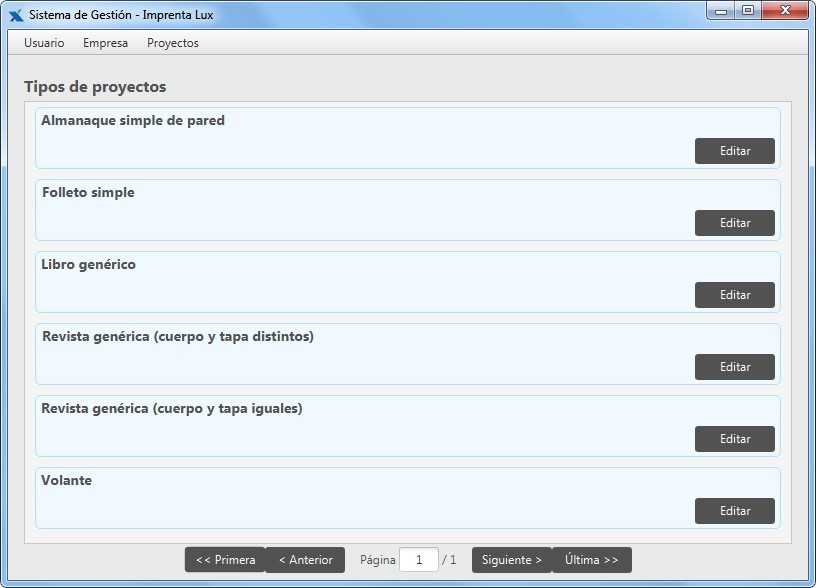 Sistema de Gestión - Imprenta Lux
Usuario Empresa Proyectos
Tipos de proyectos
Almanaque simple de pared
Editar
Folleto simple
Editar
Libro genérico
Editar
Revista genérica (cuerpo y tapa distintos)
Editar
Revista genérica (cuerpo y tapa iguales)
Editar
Volante
Editar
<< Primera < Anterior Página 1 / 1 Siguiente > Última >>